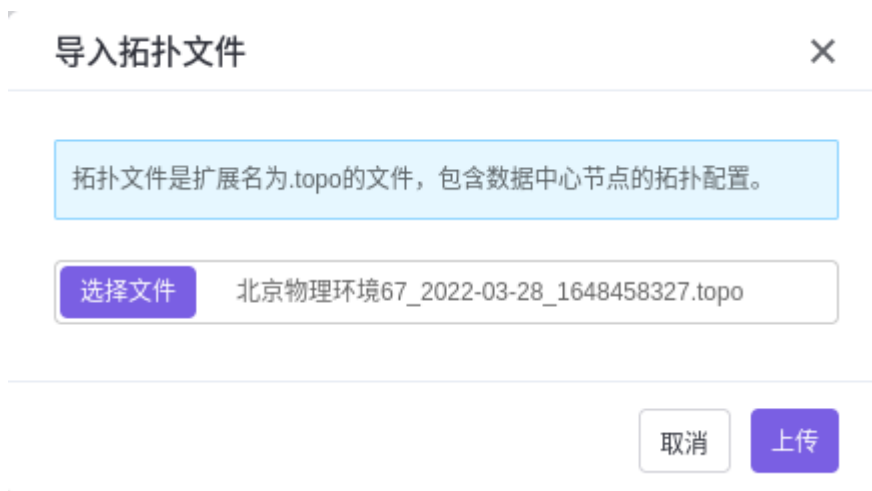 导入拓扑文件
拓扑文件是扩展名为.topo的文件，包含数据中心节点的拓扑配置。
选择文件 北京物理环境67_2022-03-28_1648458327.topo
取消 上传